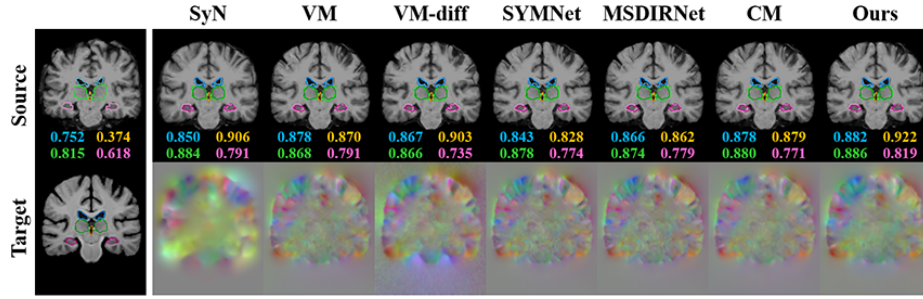 SyN VM VM-diff SYMNet MSDIRNet CM Ours
Source
0.752 0.374 0.850 0.906 0.878 0.870 0.867 0.903 0.843 0.828 0.866 0.862 0.878 0.879 0.882 0.922
0.815 0.618 0.884 0.791 0.868 0.791 0.866 0.735 0.878 0.774 0.874 0.779 0.880 0.771 0.886 0.819
Target